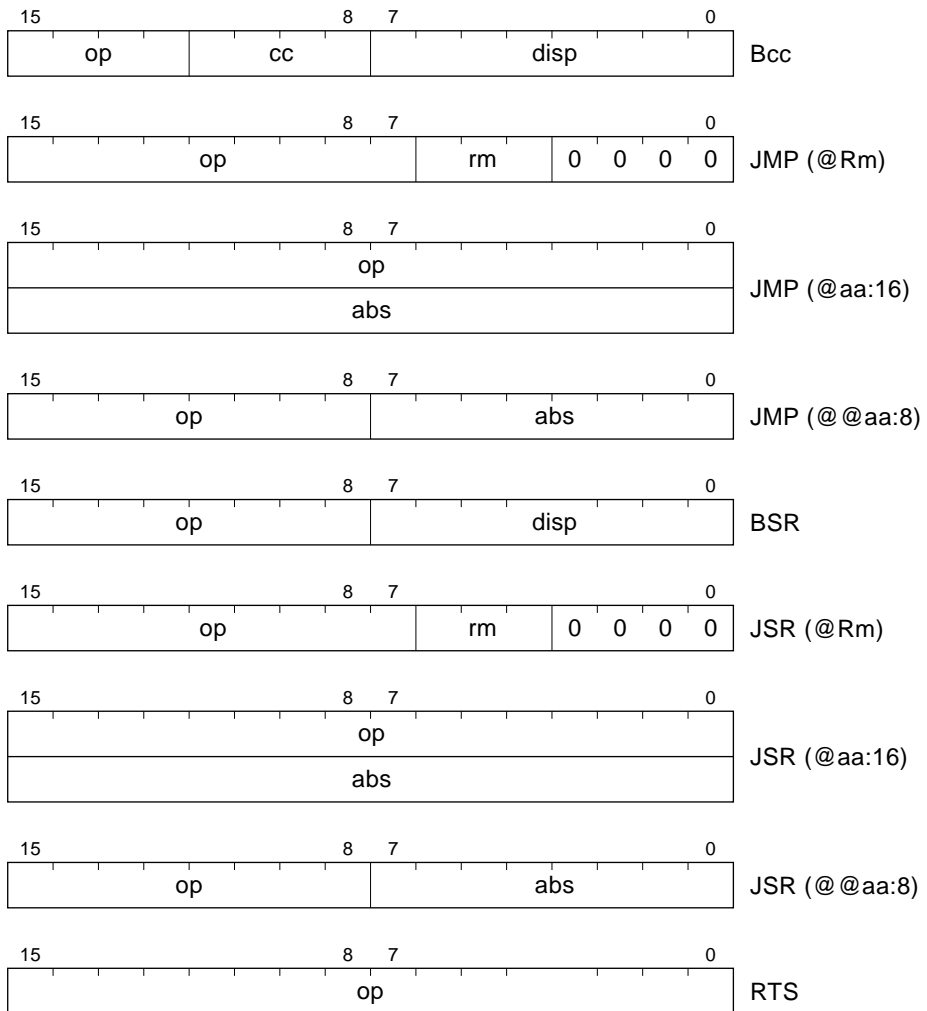 15 8 7 0
op cc disp Bcc
15 8 7 0
op rm 0 0 0 0 JMP (@Rm)
15 8 7 0
op
JMP (@aa:16)
abs
15 8 7 0
op abs JMP (@@aa:8)
15 8 7 0
op disp BSR
15 8 7 0
op rm 0 0 0 0 JSR (@Rm)
15 8 7 0
op
JSR (@aa:16)
abs
15 8 7 0
op abs JSR (@@aa:8)
15 8 7 0
op RTS